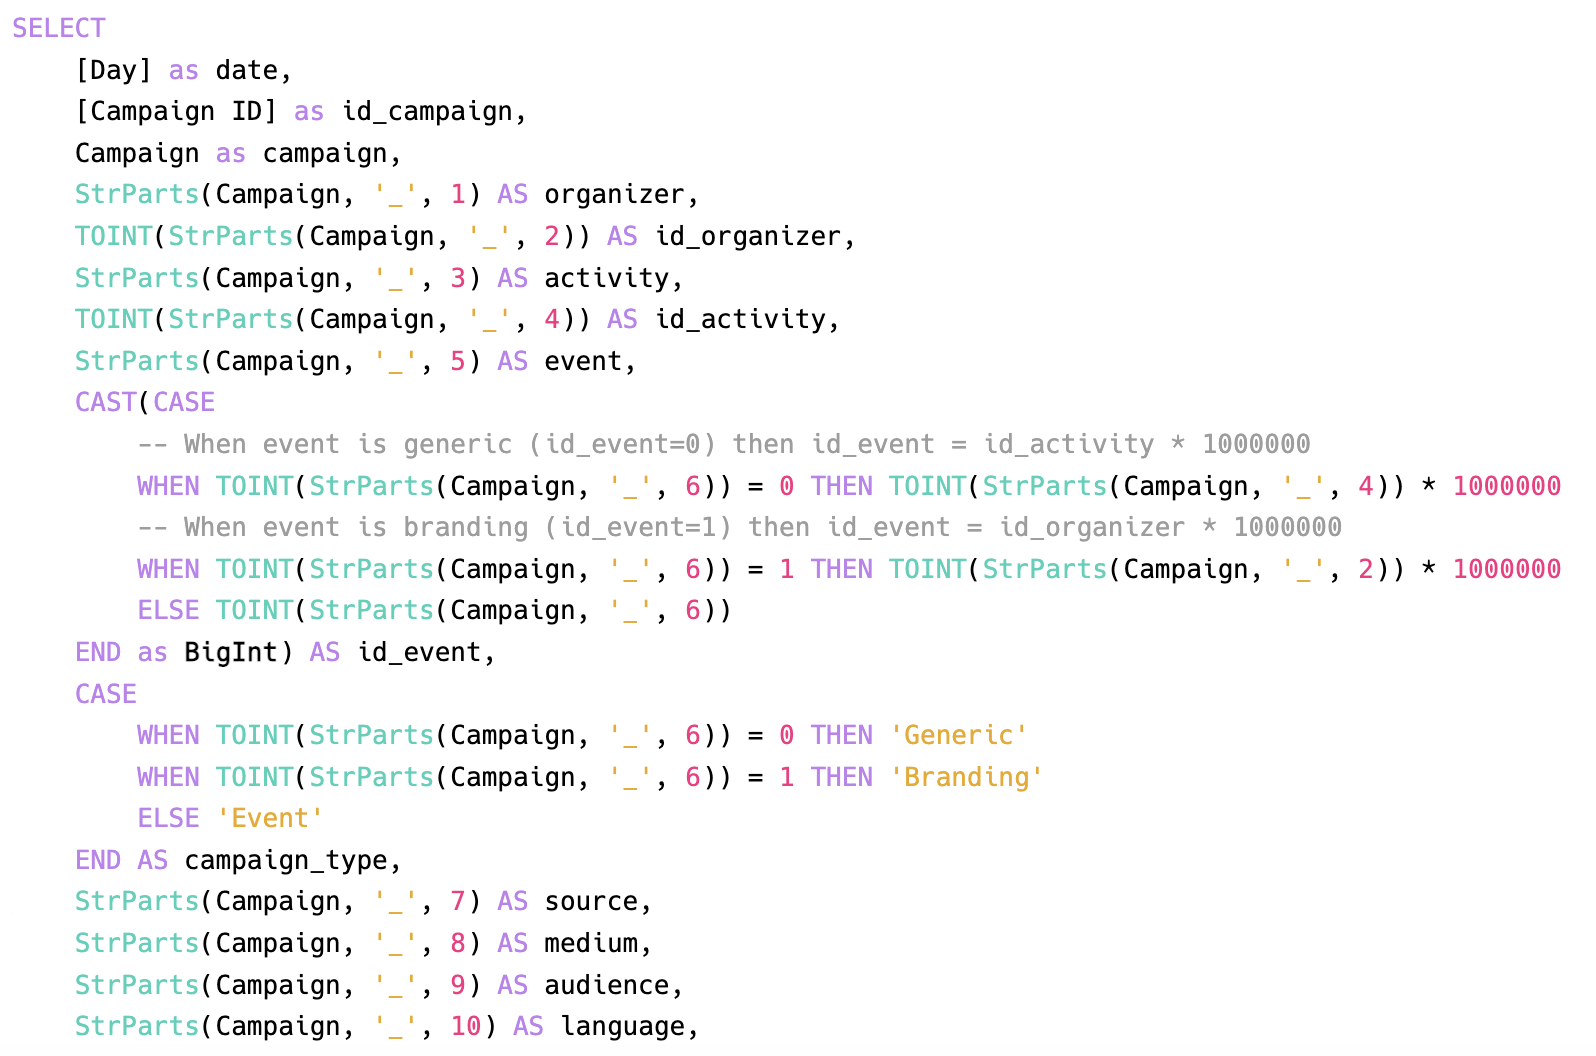 SELECT
    [Day] as date,
    [Campaign ID] as id_campaign,
    Campaign as campaign,
    StrParts(Campaign, '_', 1) AS organizer,
    TOINT(StrParts(Campaign, '_', 2)) AS id_organizer,
    StrParts(Campaign, '_', 3) AS activity,
    TOINT(StrParts(Campaign, '_', 4)) AS id_activity,
    StrParts(Campaign, '_', 5) AS event,
    CAST(CASE
        -- When event is generic (id_event=0) then id_event = id_activity * 1000000
        WHEN TOINT(StrParts(Campaign, '_', 6)) = 0 THEN TOINT(StrParts(Campaign, '_', 4)) * 1000000
        -- When event is branding (id_event=1) then id_event = id_organizer * 1000000
        WHEN TOINT(StrParts(Campaign, '_', 6)) = 1 THEN TOINT(StrParts(Campaign, '_', 2)) * 1000000
        ELSE TOINT(StrParts(Campaign, '_', 6))
    END as BigInt) AS id_event,
    CASE
        WHEN TOINT(StrParts(Campaign, '_', 6)) = 0 THEN 'Generic'
        WHEN TOINT(StrParts(Campaign, '_', 6)) = 1 THEN 'Branding'
        ELSE 'Event'
    END AS campaign_type,
    StrParts(Campaign, '_', 7) AS source,
    StrParts(Campaign, '_', 8) AS medium,
    StrParts(Campaign, '_', 9) AS audience,
    StrParts(Campaign, '_', 10) AS language,